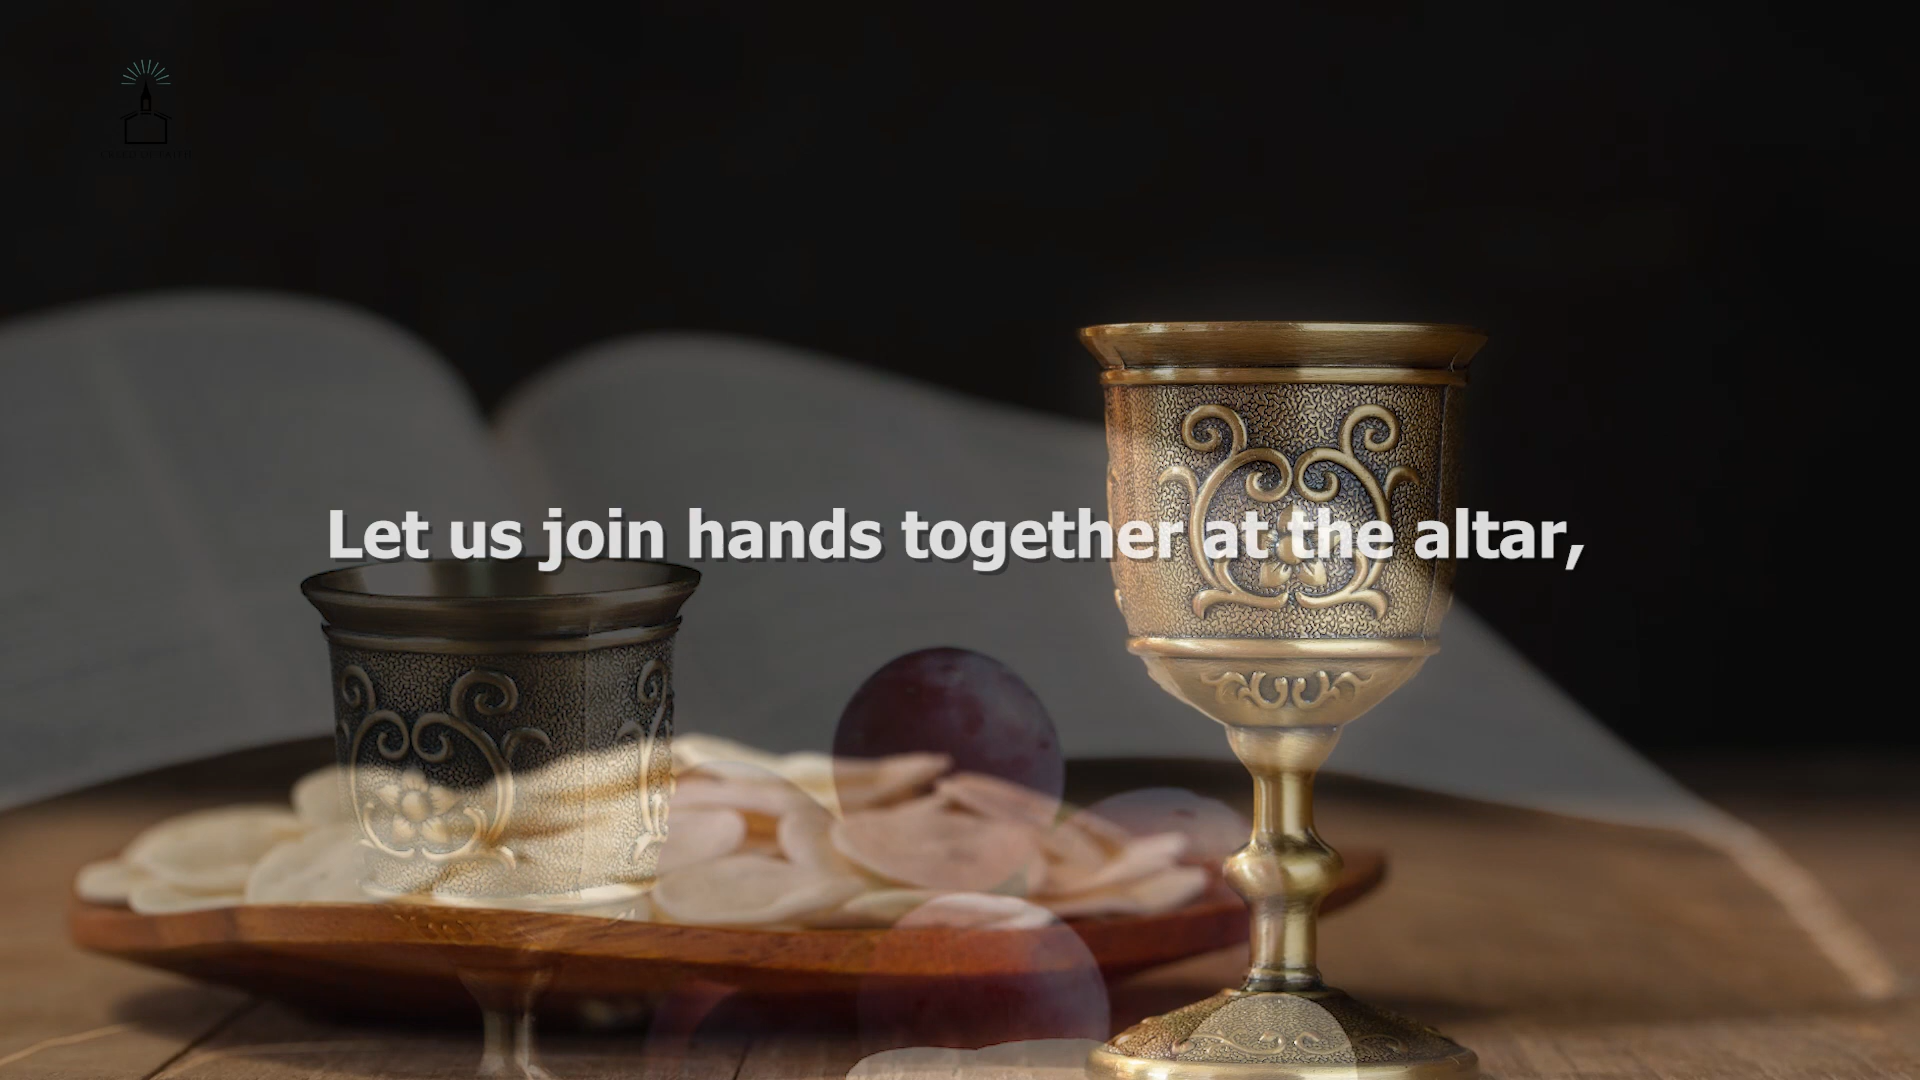 Let us join hands together at the altar,